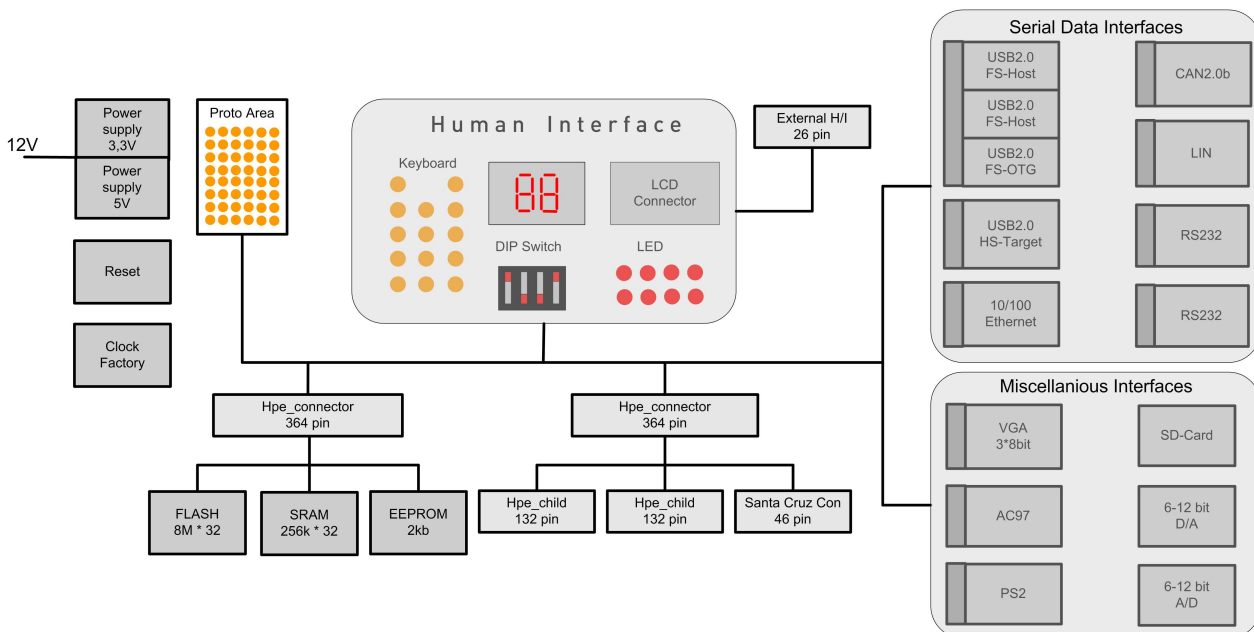 12V
Power
supply
3,3V
Power
supply
5V
Reset
Clock
Factory
Proto Area
Human Interface
Keyboard
88
LCD
Connector
DIP Switch
LED
External H/I
26 pin
Hpe_connector
364 pin
FLASH
8M * 32
SRAM
256k * 32
EEPROM
2kb
Hpe_connector
364 pin
Hpe_child
132 pin
Hpe_child
132 pin
Santa Cruz Con
46 pin
Serial Data Interfaces
USB2.0
FS-Host
USB2.0
FS-Host
USB2.0
FS-OTG
USB2.0
HS-Target
10/100
Ethernet
CAN2.0b
LIN
RS232
RS232
Miscellanious Interfaces
VGA
3*8bit
AC97
PS2
SD-Card
6-12 bit
D/A
6-12 bit
A/D